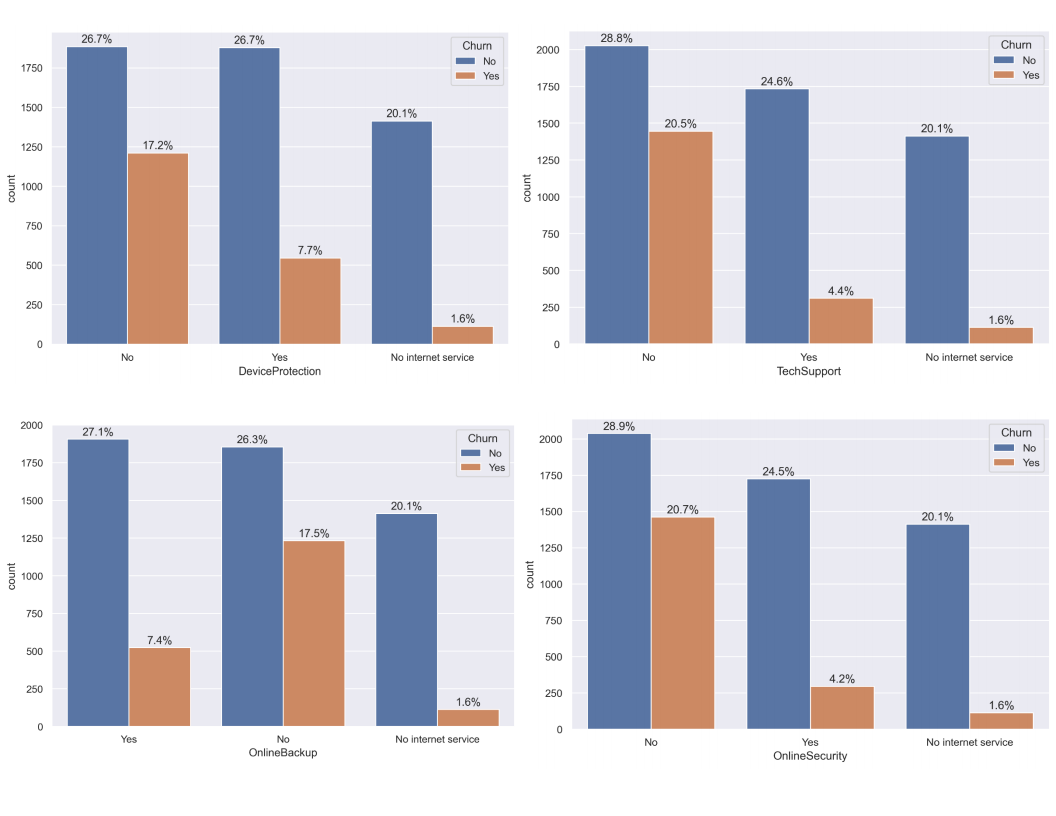 26.7%
26.7%
Churn
No
Yes
1750
20.1%
1500
17.2%
1250
count
1000
750
7.7%
500
250
1.6%
0
No
Yes
No internet service
DeviceProtection
28.8%
Churn
No
Yes
2000
24.6%
1750
20.5%
20.1%
1500
1250
count
1000
750
500
4.4%
250
1.6%
0
No
Yes
No internet service
TechSupport
2000
27.1%
26.3%
Churn
No
Yes
1750
20.1%
1500
17.5%
1250
count
1000
750
7.4%
500
250
1.6%
0
Yes
No
No internet service
OnlineBackup
28.9%
Churn
No
Yes
2000
24.5%
1750
20.7%
20.1%
1500
1250
count
1000
750
500
4.2%
250
1.6%
0
No
Yes
No internet service
OnlineSecurity